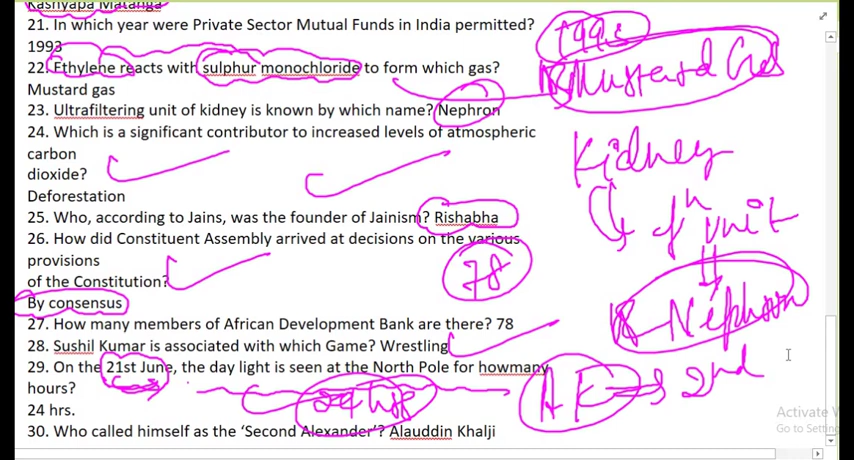 Kashyapa Matanga
21. In which year were Private Sector Mutual Funds in India permitted?
1993
22. Ethylene reacts with sulphur monochloride to form which gas?
Mustard gas
23. Ultrafiltering unit of kidney is known by which name? Nephron
24. Which is a significant contributor to increased levels of atmospheric
carbon
dioxide?
Deforestation
25. Who, according to Jains, was the founder of Jainism? Rishabha
26. How did Constituent Assembly arrived at decisions on the various
provisions
of the Constitution?
By consensus
27. How many members of African Development Bank are there? 78
28. Sushil Kumar is associated with which Game? Wrestling
29. On the 21st June, the day light is seen at the North Pole for howmany
hours?
24 hrs.
30. Who called himself as the ‘Second Alexander’? Alauddin Khalji
1993
Mustard Gas
Kidney
unit
Nephron
78
24 hrs
AK 2nd
Activate
Go to Settin